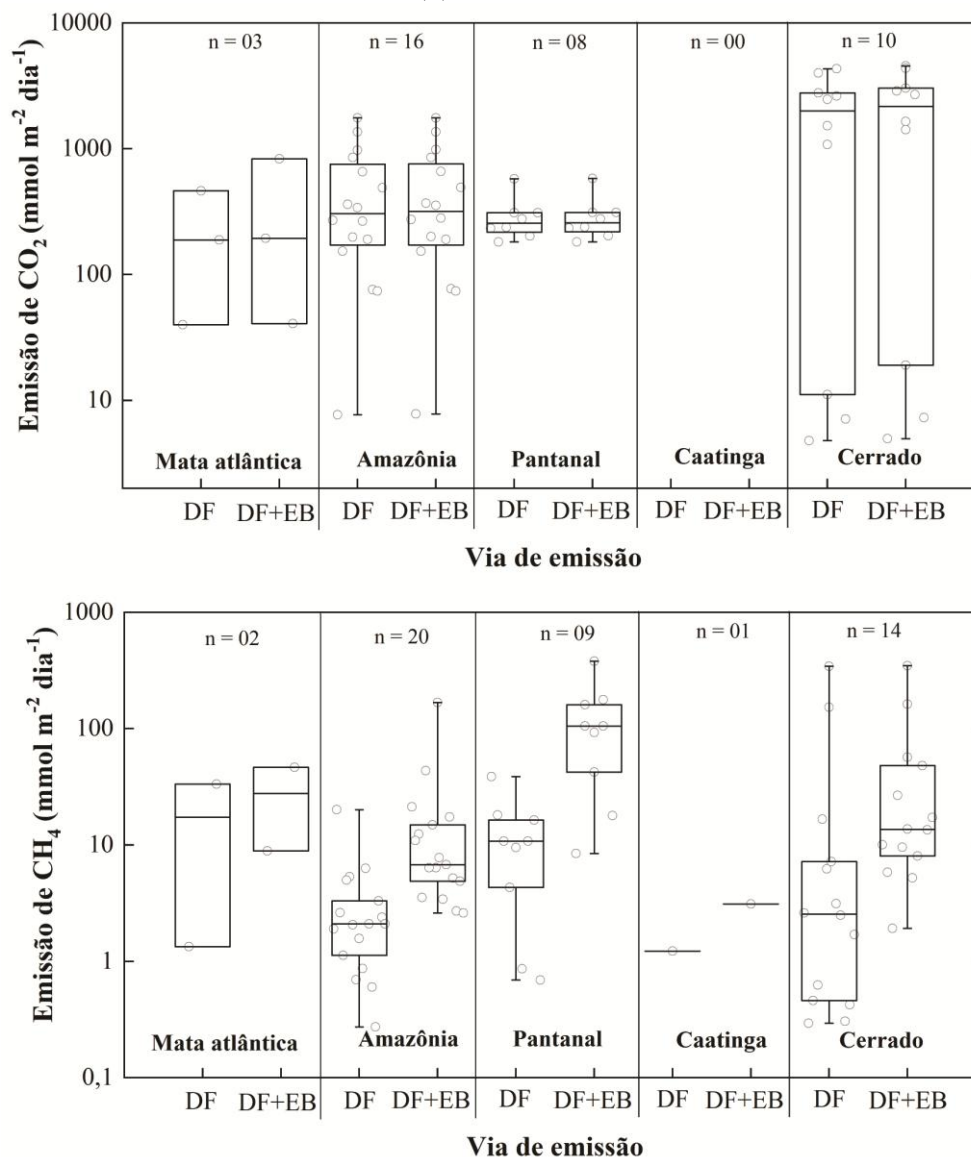 n = 03 n = 16 n = 08 n = 00 n = 10
Emissão de CO2 (mmol m-2 dia-1)
10000
1000
100
10
Mata atlântica Amazônia Pantanal Caatinga Cerrado
DF DF+EB DF DF+EB DF DF+EB DF DF+EB DF DF+EB
Via de emissão
n = 02 n = 20 n = 09 n = 01 n = 14
Emissão de CH4 (mmol m-2 dia-1)
1000
100
10
1
0,1
Mata atlântica Amazônia Pantanal Caatinga Cerrado
DF DF+EB DF DF+EB DF DF+EB DF DF+EB DF DF+EB
Via de emissão